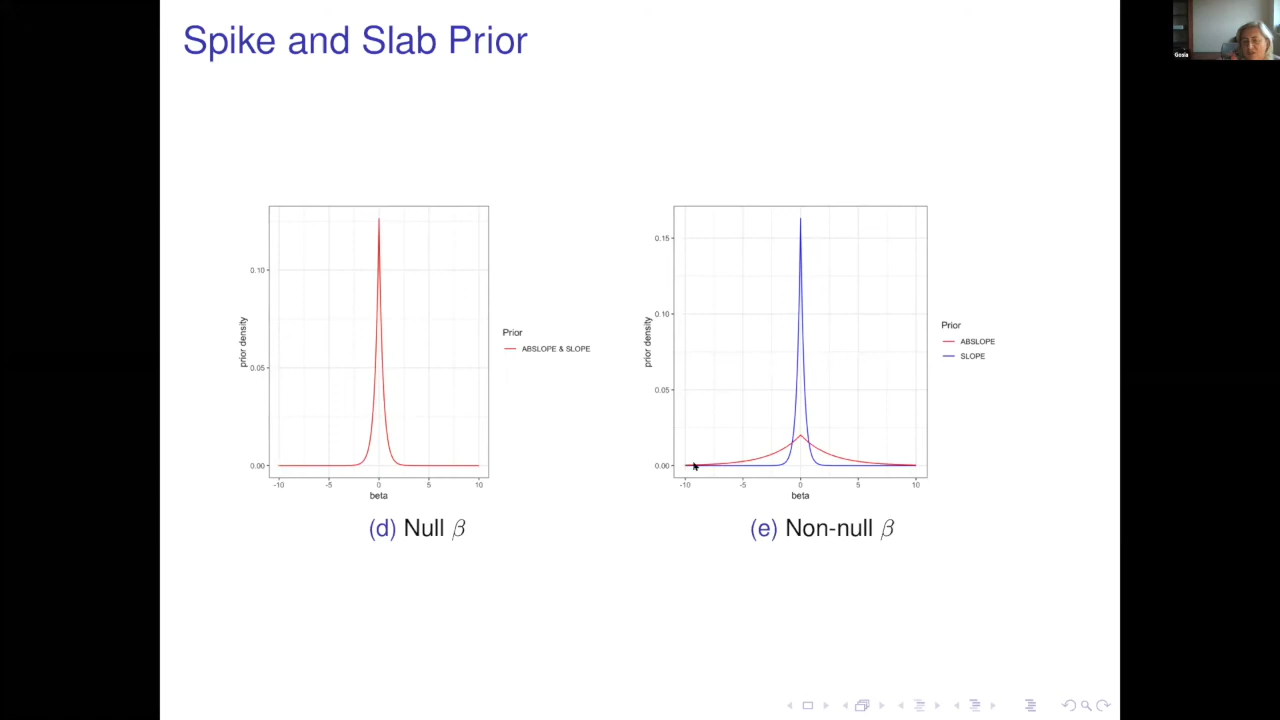 Spike and Slab Prior
Gosia
prior density
0.10
0.05
0.00
-10 -5 0 5 10
beta
Prior
ABSLOPE & SLOPE
(d) Null β
prior density
0.15
0.10
0.05
0.00
-10 -5 0 5 10
beta
Prior
ABSLOPE
SLOPE
(e) Non-null β